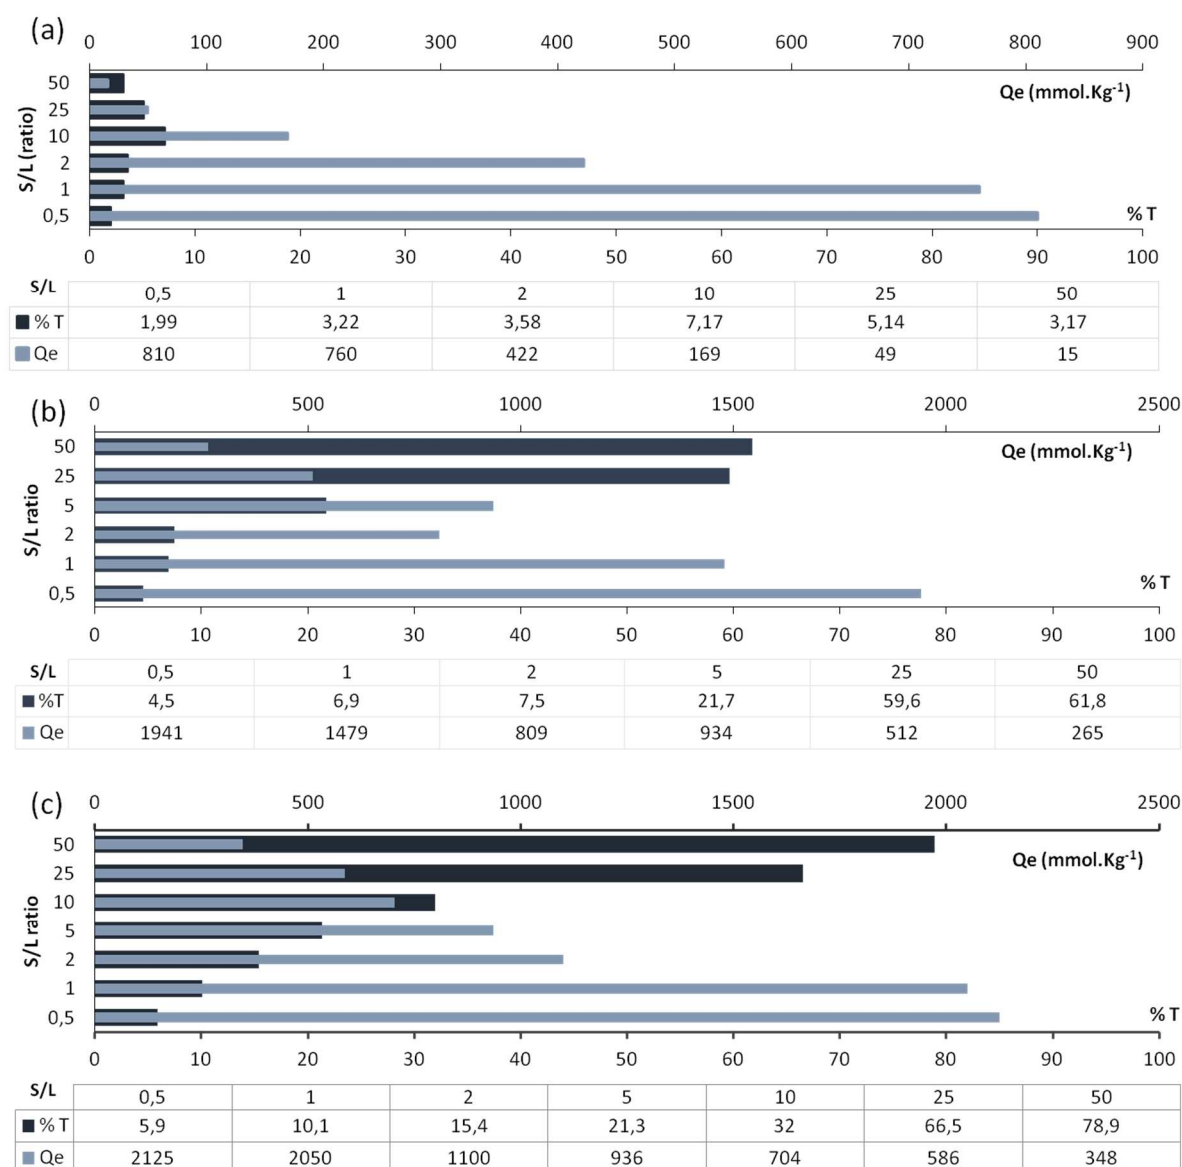 (a)
0 100 200 300 400 500 600 700 800 900
Qe (mmol.Kg-1)
50
25
10
2
1
0,5
S/L (ratio)
% T
0 10 20 30 40 50 60 70 80 90 100
S/L 0,5 1 2 10 25 50
% T 1,99 3,22 3,58 7,17 5,14 3,17
Qe 810 760 422 169 49 15
(b)
0 500 1000 1500 2000 2500
Qe (mmol.Kg-1)
50
25
5
2
1
0,5
S/L ratio
% T
0 10 20 30 40 50 60 70 80 90 100
S/L 0,5 1 2 5 25 50
%T 4,5 6,9 7,5 21,7 59,6 61,8
Qe 1941 1479 809 934 512 265
(c)
0 500 1000 1500 2000 2500
Qe (mmol.Kg-1)
50
25
10
5
2
1
0,5
S/L ratio
% T
0 10 20 30 40 50 60 70 80 90 100
S/L 0,5 1 2 5 10 25 50
% T 5,9 10,1 15,4 21,3 32 66,5 78,9
Qe 2125 2050 1100 936 704 586 348